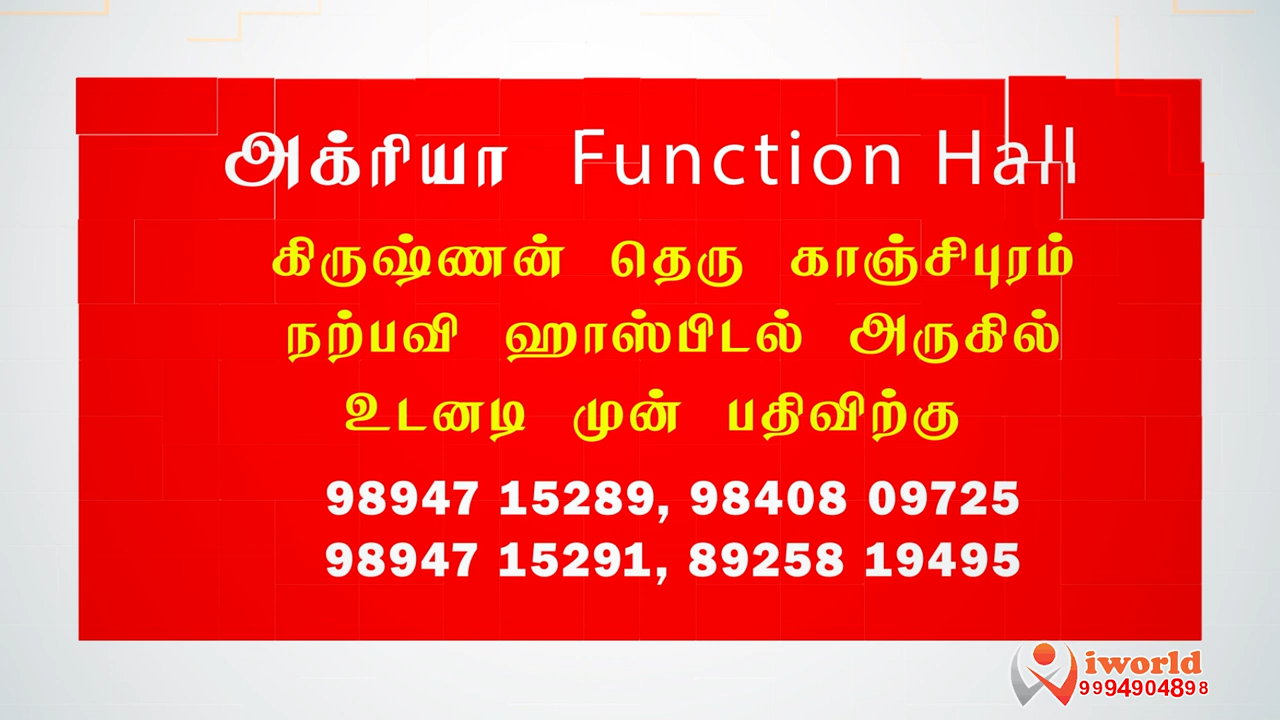 அக்ரியா Function Hall
கிருஷ்ணன் தெரு காஞ்சிபுரம்
நற்பவி ஹாஸ்பிடல் அருகில்
உடனடி முன் பதிவிற்கு
98947 15289, 98408 09725
98947 15291, 89258 19495
iworld
9994904898